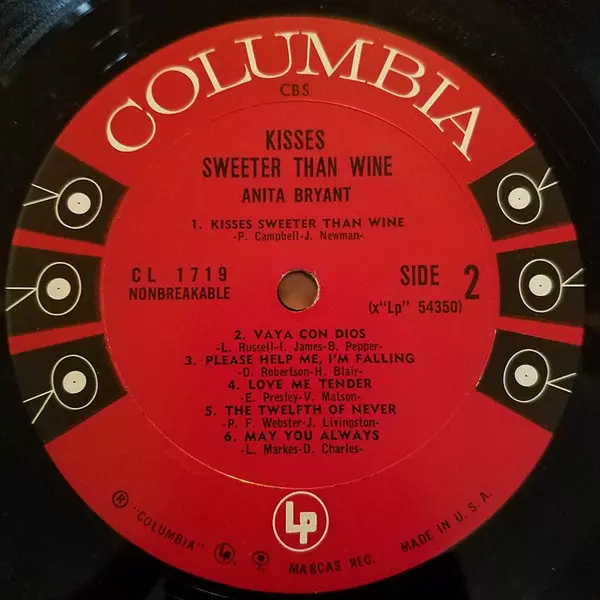 COLUMBIA
CBS
KISSES
SWEETER THAN WINE
ANITA BRYANT
1. KISSES SWEETER THAN WINE
-P. Campbell-J. Newman-
CL 1719
NONBREAKABLE
SIDE 2
(x"Lp" 54350)
2. VAYA CON DIOS
-L. Russell-I. James-B. Pepper-
3. PLEASE HELP ME, I'M FALLING
-D. Robertson-H. Blair-
4. LOVE ME TENDER
-E. Presley-V. Matson-
5. THE TWELFTH OF NEVER
-P. F. Webster-J. Livingston-
6. MAY YOU ALWAYS
-L. Markes-D. Charles-
Lp
® "COLUMBIA" Lp MARCAS REG. MADE IN U.S.A.